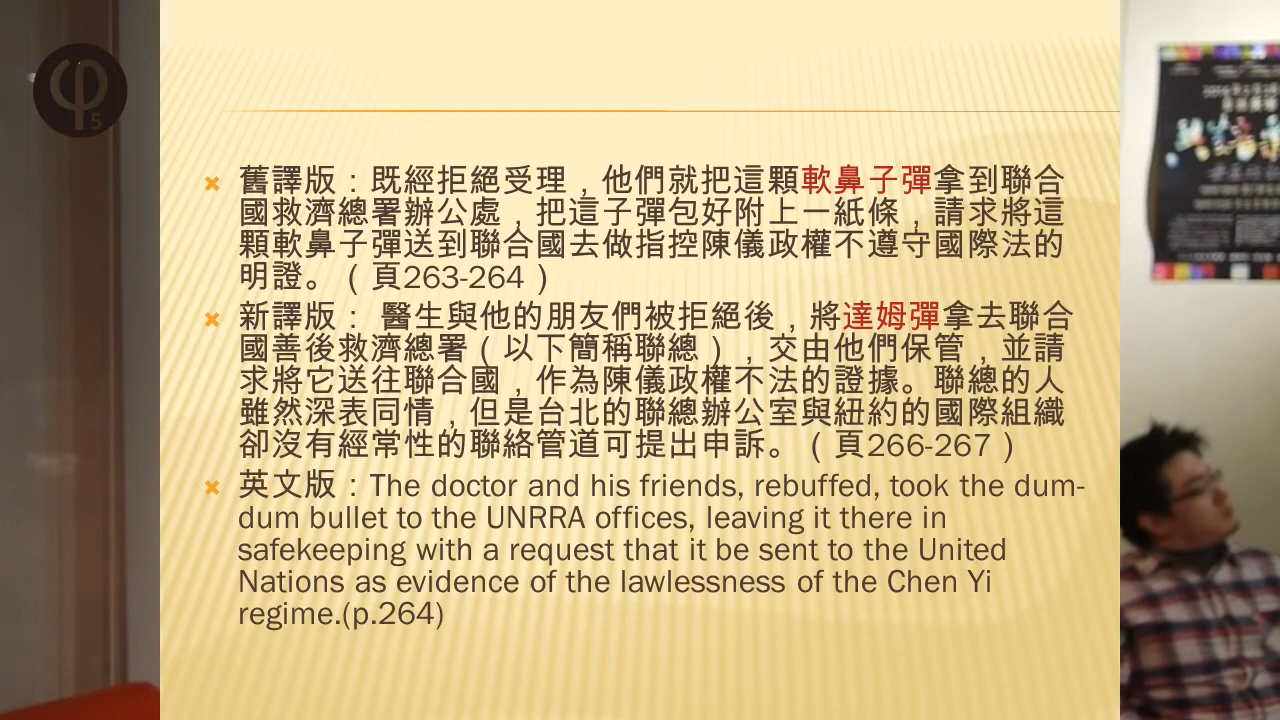 φ5
舊譯版：既經拒絕受理，他們就把這顆軟鼻子彈拿到聯合
國救濟總署辦公處，把這子彈包好附上一紙條，請求將這
顆軟鼻子彈送到聯合國去做指控陳儀政權不遵守國際法的
明證。（頁263-264）
新譯版： 醫生與他的朋友們被拒絕後，將達姆彈拿去聯合
國善後救濟總署（以下簡稱聯總），交由他們保管，並請
求將它送往聯合國，作為陳儀政權不法的證據。聯總的人
雖然深表同情，但是台北的聯總辦公室與紐約的國際組織
卻沒有經常性的聯絡管道可提出申訴。（頁266-267）
英文版：The doctor and his friends, rebuffed, took the dum-
dum bullet to the UNRRA offices, leaving it there in
safekeeping with a request that it be sent to the United
Nations as evidence of the lawlessness of the Chen Yi
regime.(p.264)